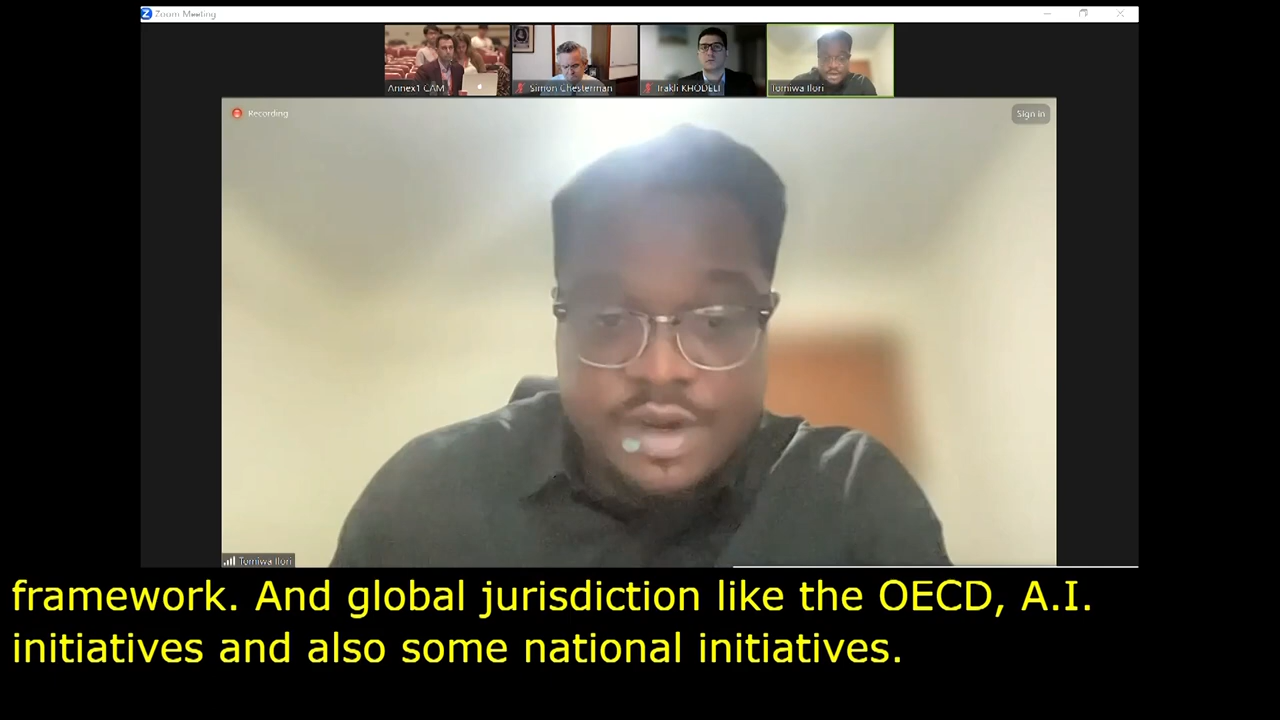 Zoom Meeting
Annex1 CAM
Simon Chesterman
Irakli KHODELI
Tomiwa Ilori
Recording
Sign in
Tomiwa Ilori
framework. And global jurisdiction like the OECD, A.I.
initiatives and also some national initiatives.